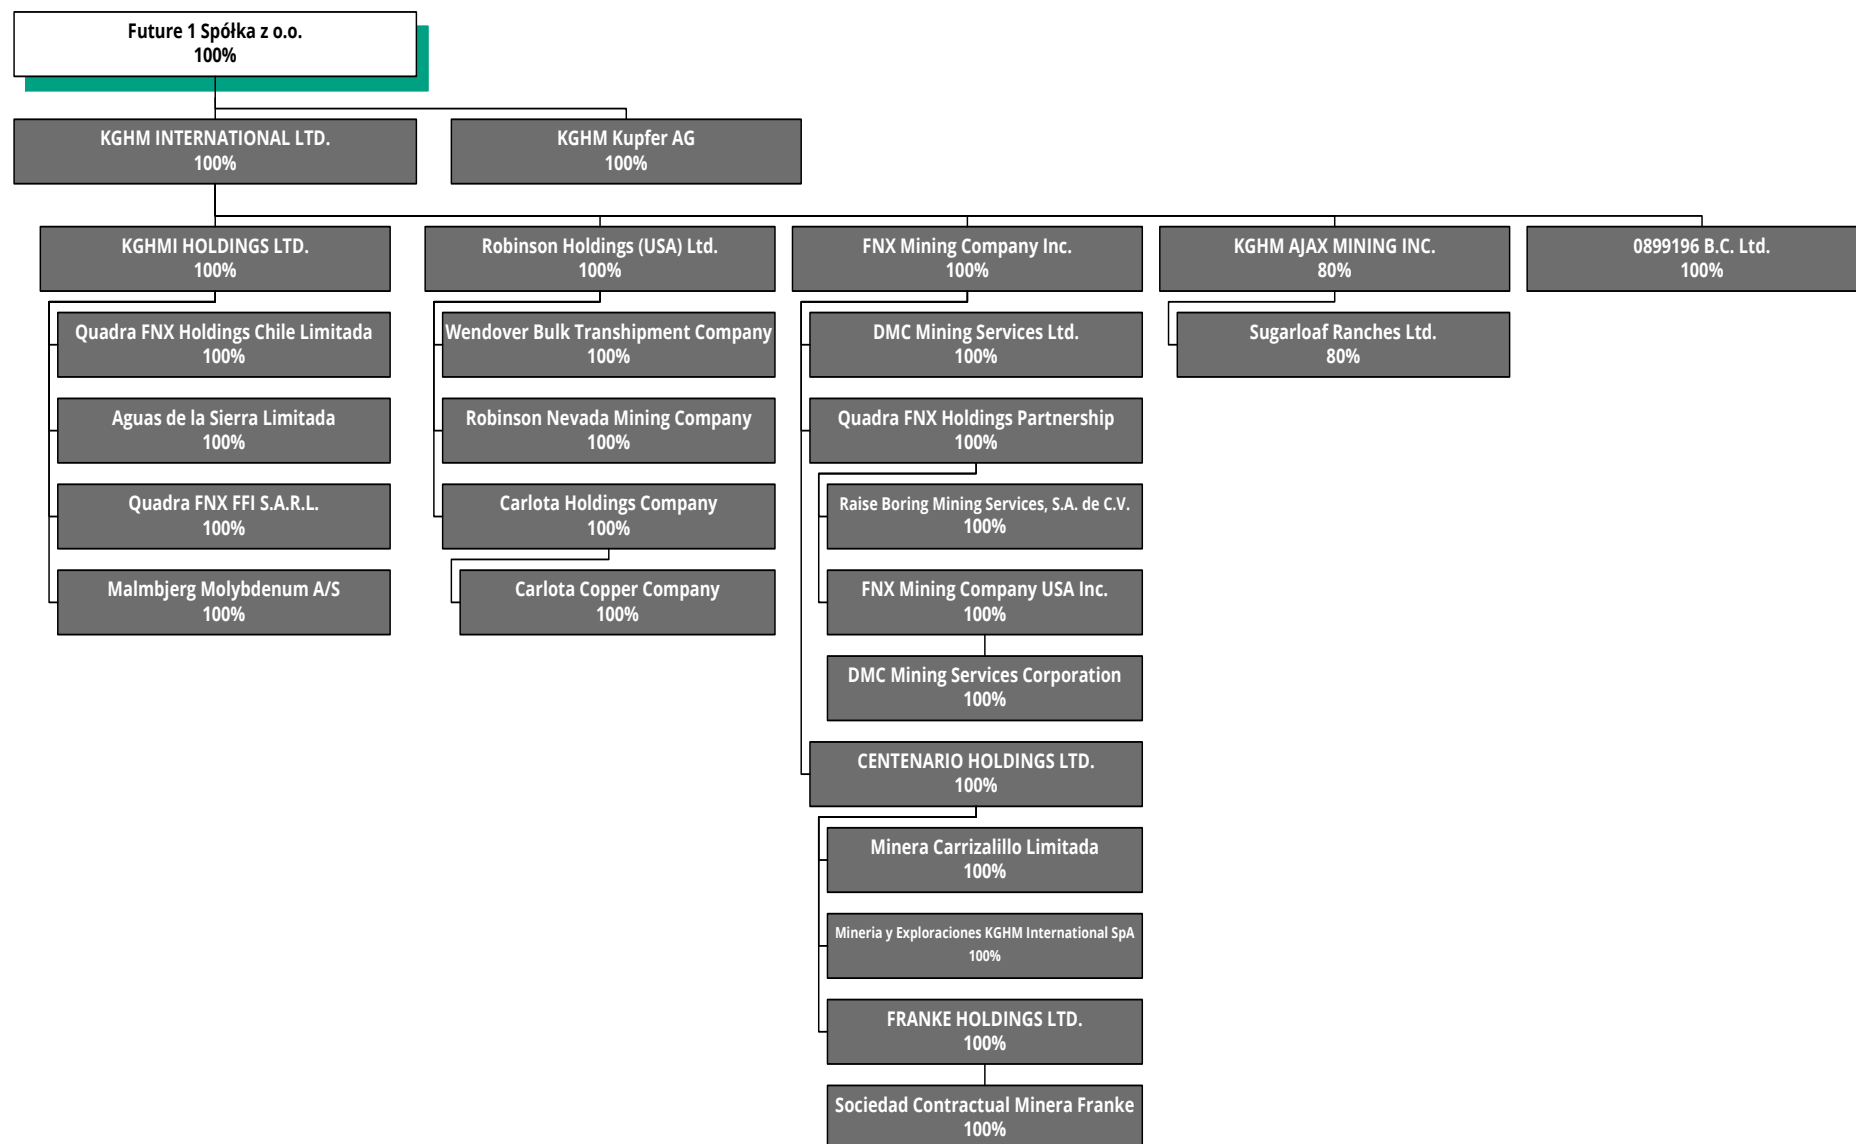 Future 1 Spółka z o.o.
100%
KGHM INTERNATIONAL LTD.
100%
KGHM Kupfer AG
100%
KGHMI HOLDINGS LTD.
100%
Robinson Holdings (USA) Ltd.
100%
FNX Mining Company Inc.
100%
KGHM AJAX MINING INC.
80%
0899196 B.C. Ltd.
100%
Quadra FNX Holdings Chile Limitada
100%
Aguas de la Sierra Limitada
100%
Quadra FNX FFI S.A.R.L.
100%
Malmbjerg Molybdenum A/S
100%
Wendover Bulk Transhipment Company
100%
Robinson Nevada Mining Company
100%
Carlota Holdings Company
100%
Carlota Copper Company
100%
DMC Mining Services Ltd.
100%
Quadra FNX Holdings Partnership
100%
Raise Boring Mining Services, S.A. de C.V.
100%
FNX Mining Company USA Inc.
100%
DMC Mining Services Corporation
100%
CENTENARIO HOLDINGS LTD.
100%
Minera Carrizalillo Limitada
100%
Mineria y Exploraciones KGHM International SpA
100%
FRANKE HOLDINGS LTD.
100%
Sociedad Contractual Minera Franke
100%
Sugarloaf Ranches Ltd.
80%